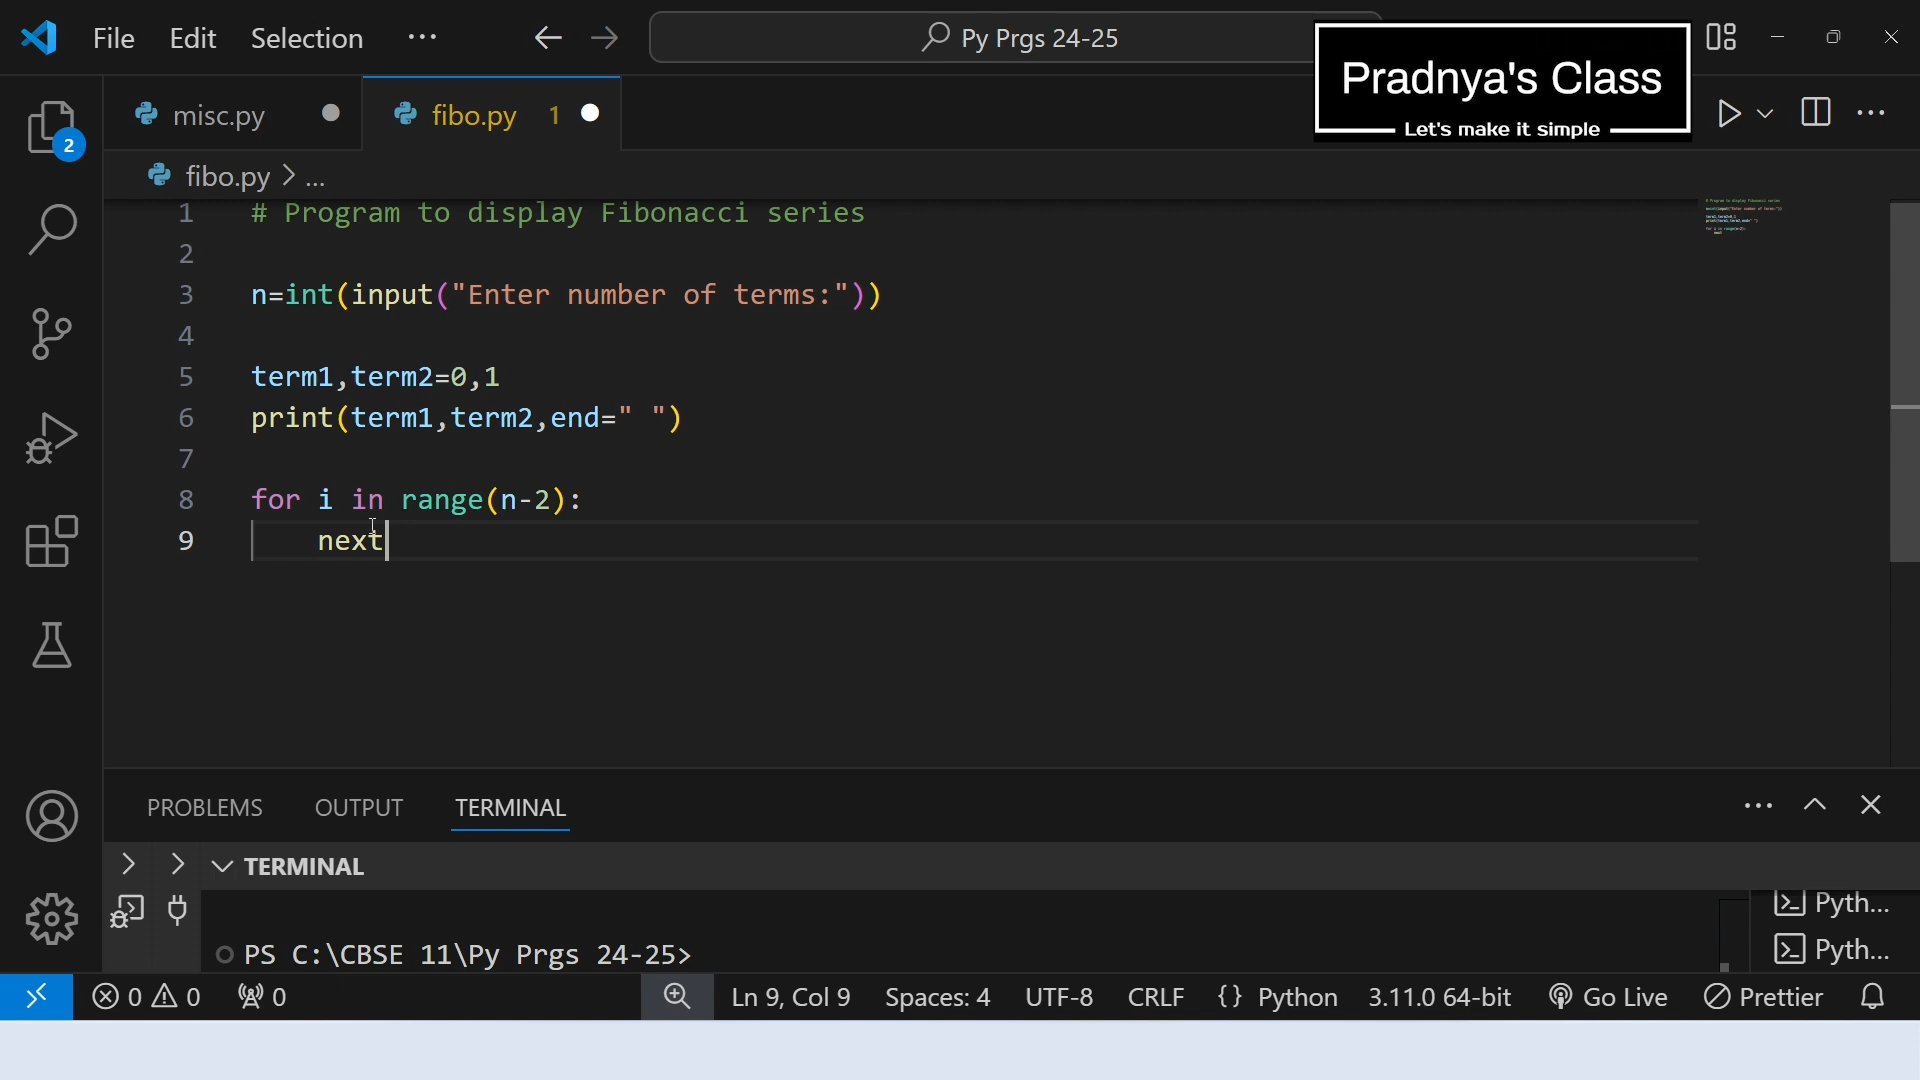 File Edit Selection ···
Py Prgs 24-25
Pradnya's Class
Let's make it simple
misc.py
fibo.py 1
fibo.py > ...
2
1 # Program to display Fibonacci series
2
3 n=int(input("Enter number of terms:"))
4
5 term1,term2=0,1
6 print(term1,term2,end=" ")
7
8 for i in range(n-2):
9 next
PROBLEMS OUTPUT TERMINAL
TERMINAL
Pyth...
PS C:\CBSE 11\Py Prgs 24-25>
Pyth...
0 0 0 Ln 9, Col 9 Spaces: 4 UTF-8 CRLF {} Python 3.11.0 64-bit Go Live Prettier